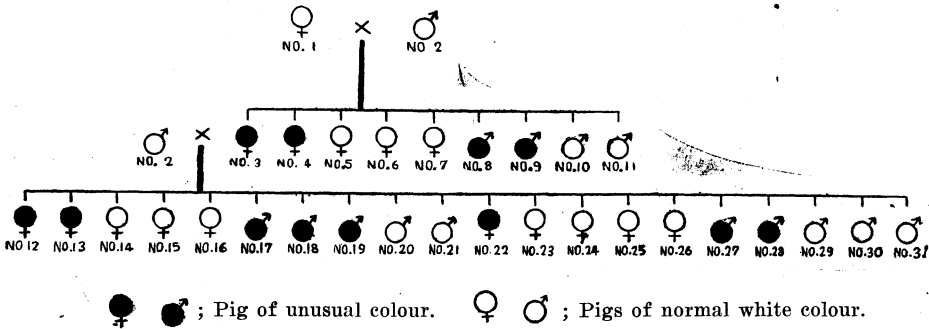 NO. 1 NO 2
NO. 2 NO.3 NO.4 NO.5 NO.6 NO.7 NO.8 NO.9 NO.10 NO.11
NO 12 NO.13 NO.14 NO.15 NO.16 NO.17 NO.18 NO.19 NO.20 NO.21 NO.22 NO.23 NO.24 NO.25 NO.26 NO.27 NO.28 NO.29 NO.30 NO.31
; Pig of unusual colour. ; Pigs of normal white colour.